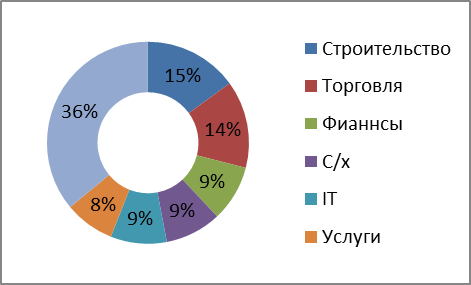 15%
14%
9%
9%
9%
8%
36%
Строительство
Торговля
Фианнсы
С/х
IT
Услуги